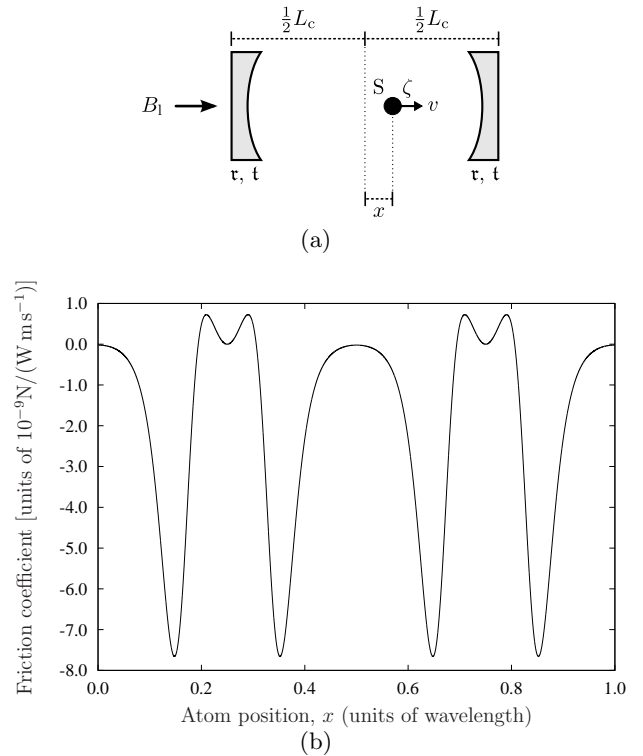 ½L_c ½L_c
B_l S ζ v
𝔯, 𝔱 x 𝔯, 𝔱
(a)
Friction coefficient [units of 10⁻⁹N/(W m s⁻¹)]
1.0
0.0
-1.0
-2.0
-3.0
-4.0
-5.0
-6.0
-7.0
-8.0
0.0 0.2 0.4 0.6 0.8 1.0
Atom position, x (units of wavelength)
(b)